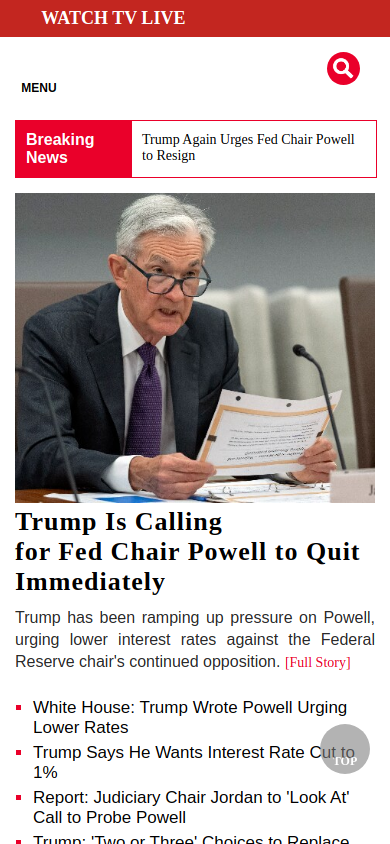 WATCH TV LIVE
MENU
Breaking
News
Trump Again Urges Fed Chair Powell
to Resign
Trump Is Calling
for Fed Chair Powell to Quit
Immediately
Trump has been ramping up pressure on Powell,
urging lower interest rates against the Federal
Reserve chair's continued opposition. [Full Story]
White House: Trump Wrote Powell Urging
Lower Rates
Trump Says He Wants Interest Rate Cut to
1%
TOP
Report: Judiciary Chair Jordan to 'Look At'
Call to Probe Powell
Trump: 'Two or Three' Choices to Replace